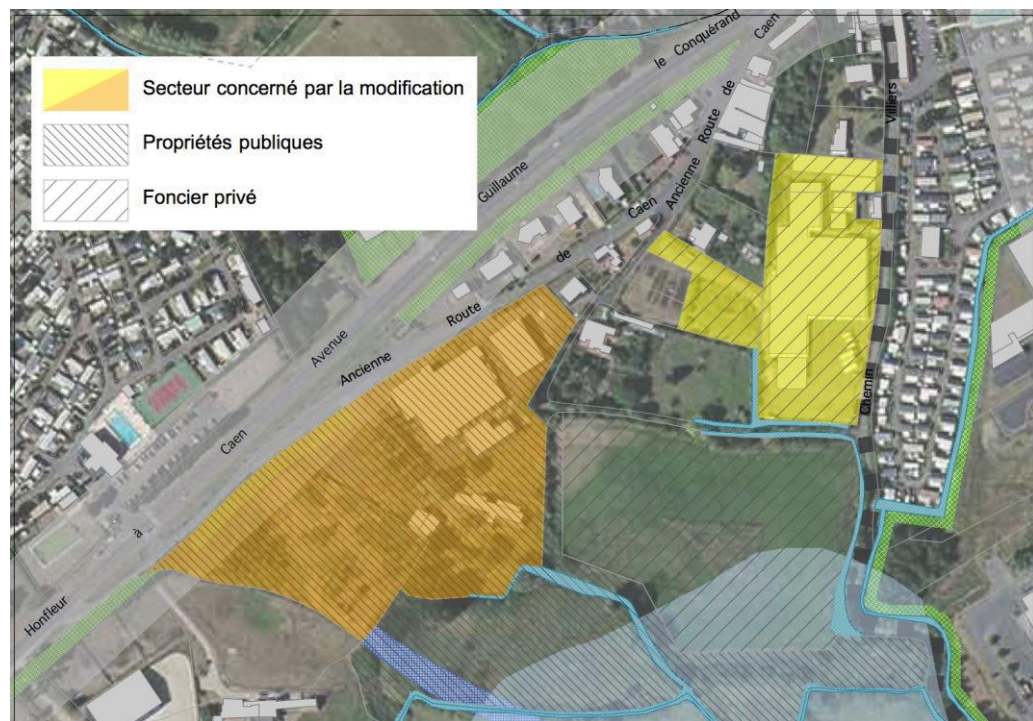 Secteur concerné par la modification
Propriétés publiques
Foncier privé
le Conquérand
Guillaume
Avenue
Caen
à
Honfleur
Ancienne Route de Caen
Ancienne Route de Caen
Chemin
Villiers